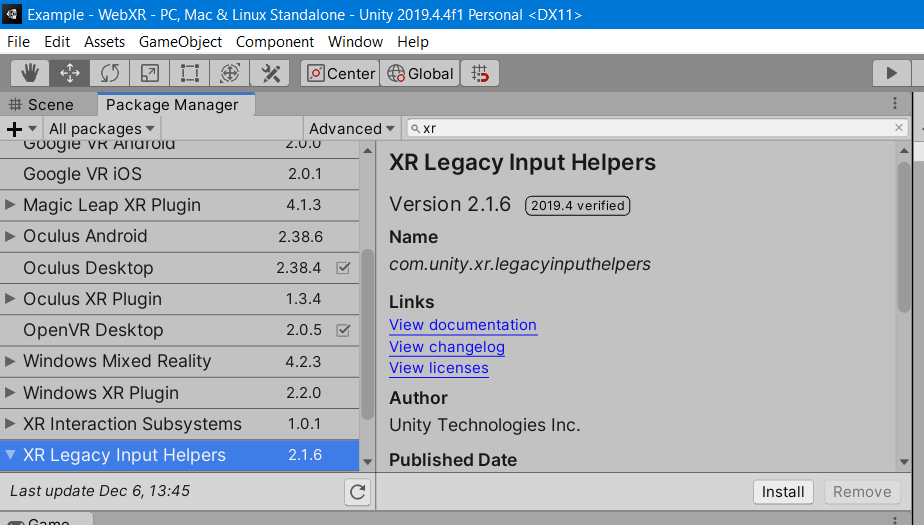 Example - WebXR - PC, Mac & Linux Standalone - Unity 2019.4.4f1 Personal <DX11>
File Edit Assets GameObject Component Window Help
Center Global
Scene Package Manager
All packages Advanced xr
Google VR Android 2.0.0
Google VR iOS 2.0.1
Magic Leap XR Plugin 4.1.3
Oculus Android 2.38.6
Oculus Desktop 2.38.4
Oculus XR Plugin 1.3.4
OpenVR Desktop 2.0.5
Windows Mixed Reality 4.2.3
Windows XR Plugin 2.2.0
XR Interaction Subsystems 1.0.1
XR Legacy Input Helpers 2.1.6
Last update Dec 6, 13:45
XR Legacy Input Helpers
Version 2.1.6 2019.4 verified
Name
com.unity.xr.legacyinputhelpers
Links
View documentation
View changelog
View licenses
Author
Unity Technologies Inc.
Published Date
Install Remove
Game